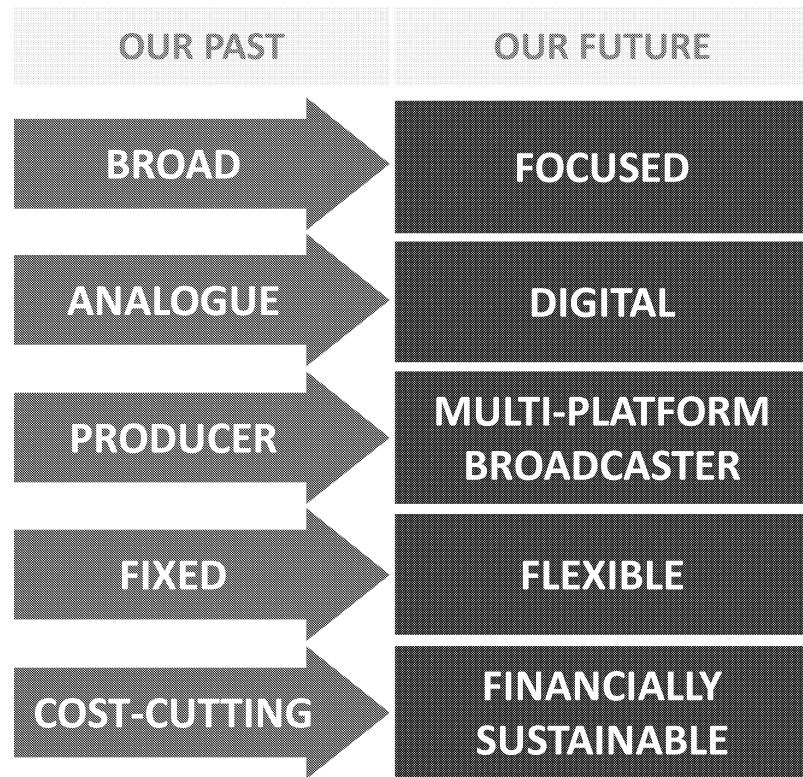 OUR PAST
OUR FUTURE
BROAD
FOCUSED
ANALOGUE
DIGITAL
PRODUCER
MULTI-PLATFORM
BROADCASTER
FIXED
FLEXIBLE
COST-CUTTING
FINANCIALLY
SUSTAINABLE